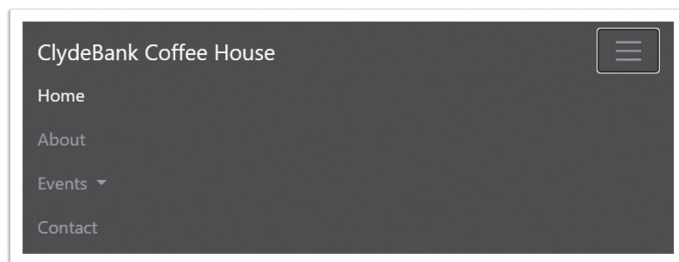 ClydeBank Coffee House
Home
About
Events
Contact